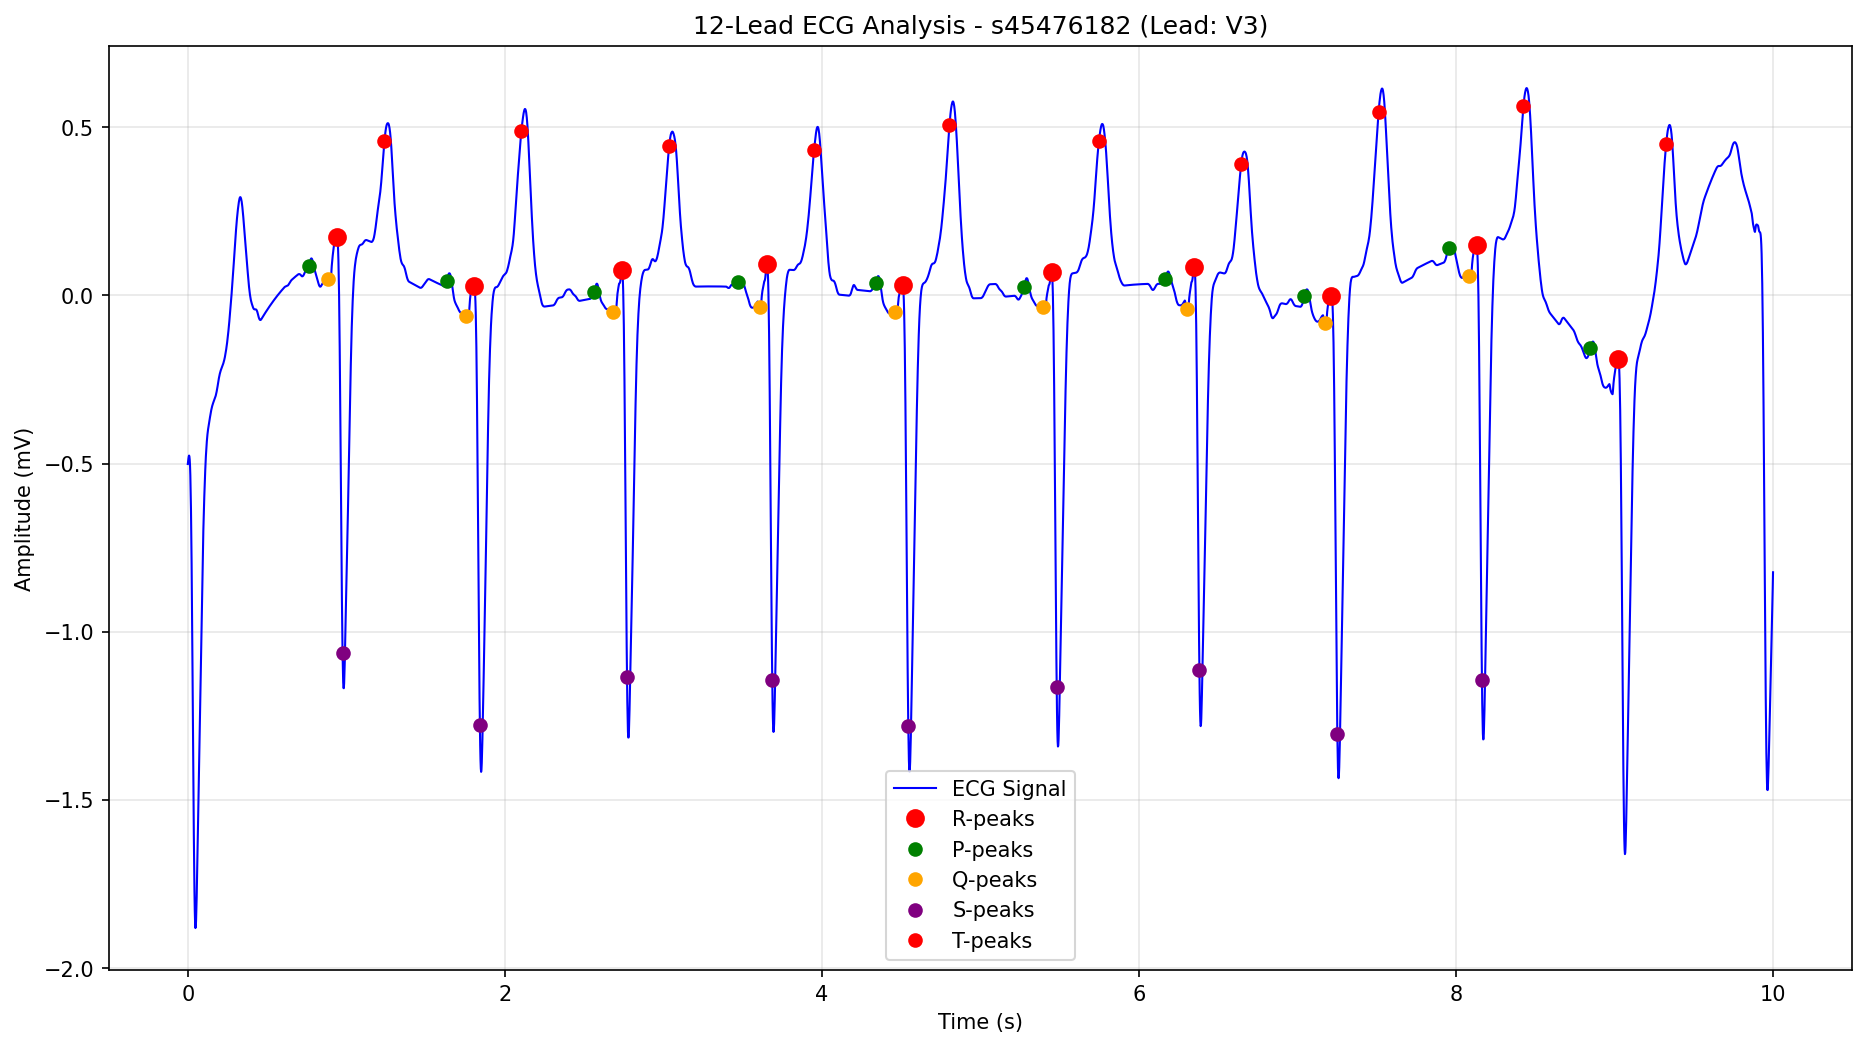 12-Lead ECG Analysis - s45476182 (Lead: V3)
Amplitude (mV)
0.5
0.0
−0.5
−1.0
−1.5
−2.0
ECG Signal
R-peaks
P-peaks
Q-peaks
S-peaks
T-peaks
0 2 4 6 8 10
Time (s)